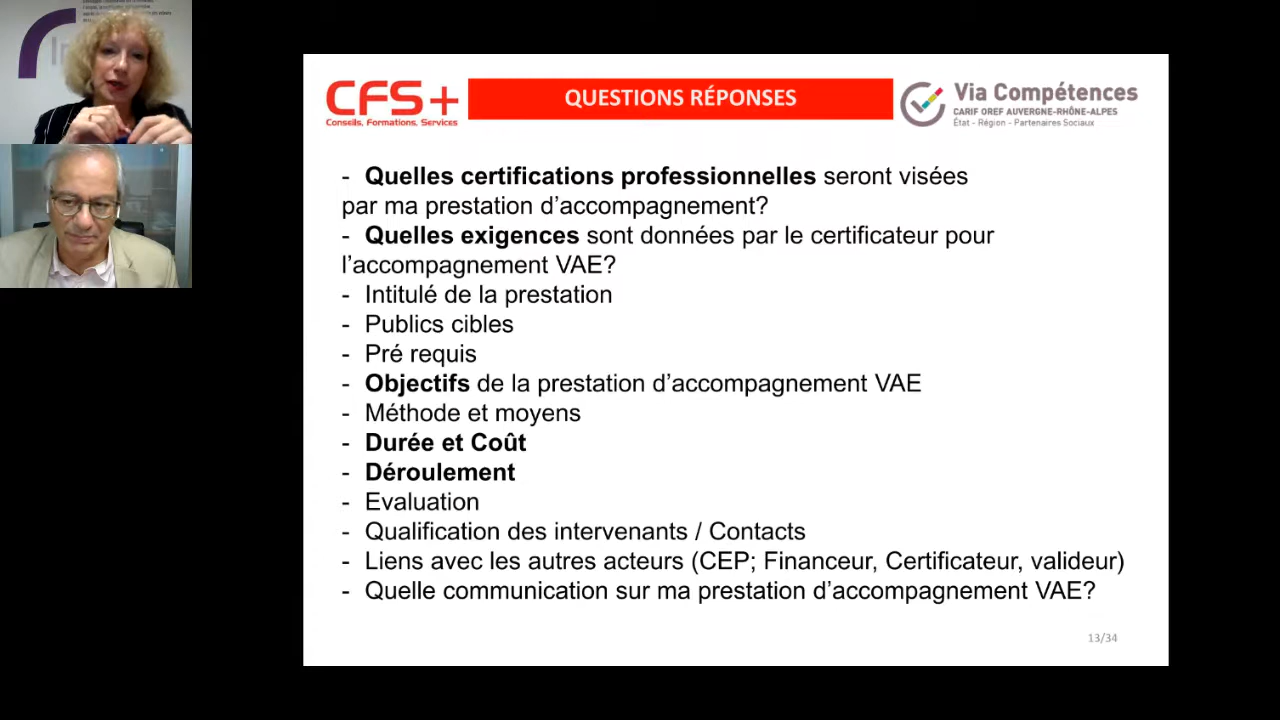 CFS+
Conseils, Formations, Services
QUESTIONS RÉPONSES
Via Compétences
CARIF OREF AUVERGNE-RHÔNE-ALPES
État - Région - Partenaires Sociaux
- Quelles certifications professionnelles seront visées
par ma prestation d’accompagnement?
- Quelles exigences sont données par le certificateur pour
l’accompagnement VAE?
- Intitulé de la prestation
- Publics cibles
- Pré requis
- Objectifs de la prestation d’accompagnement VAE
- Méthode et moyens
- Durée et Coût
- Déroulement
- Evaluation
- Qualification des intervenants / Contacts
- Liens avec les autres acteurs (CEP; Financeur, Certificateur, valideur)
- Quelle communication sur ma prestation d’accompagnement VAE?
13/34